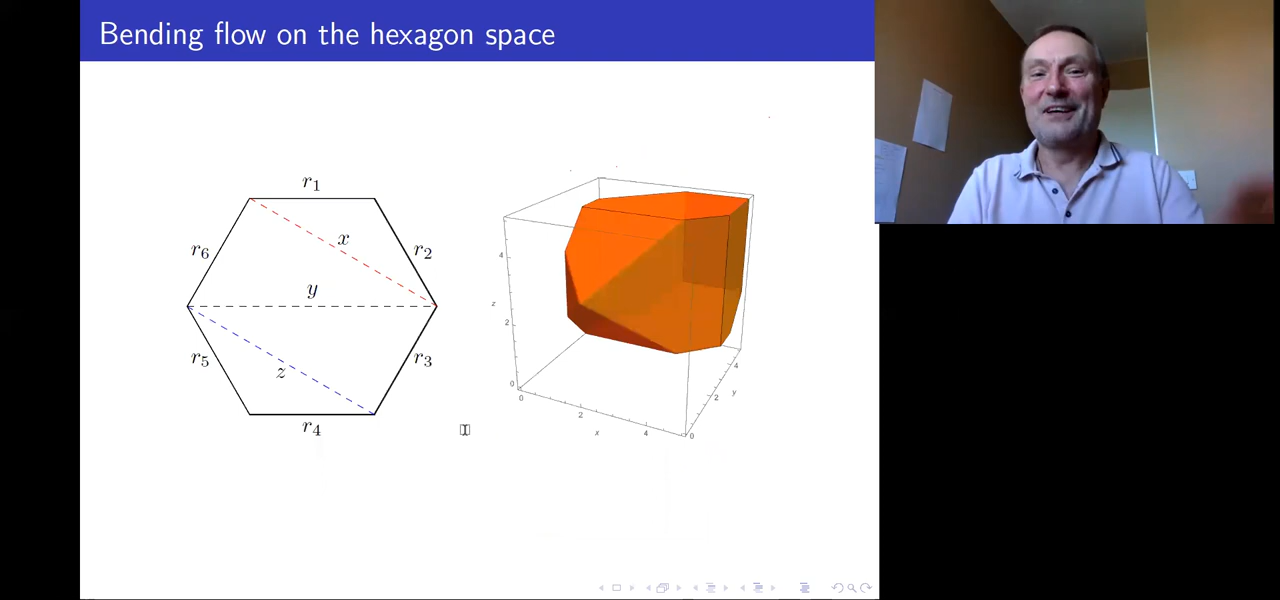 Bending flow on the hexagon space
r1
r6
x
r2
y
r5
z
r3
r4
4
z
2
0
0
2
x
4
0
2
y
4